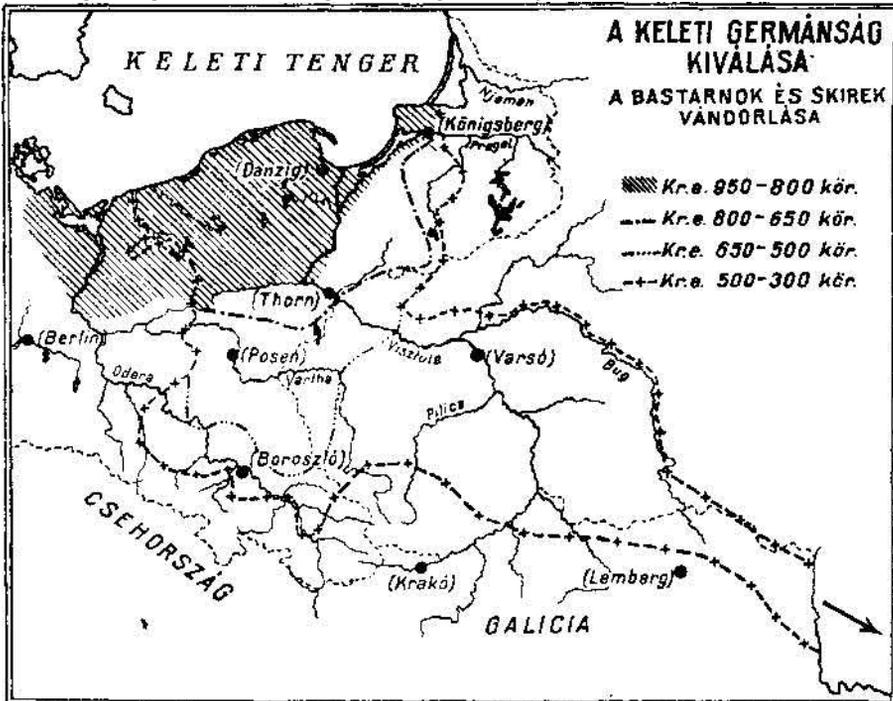 A KELETI GERMÁNSÁG
KIVÁLÁSA
A BASTARNOK ÉS SKIREK
VÁNDORLÁSA
Kr.e. 950-800 kör.
Kr.e. 800-650 kör.
Kr.e. 650-500 kör.
Kr.e. 500-300 kör.
KELETI TENGER
Njemen
(Königsberg)
Pregel
(Danzig)
(Thorn)
(Berlin)
(Posen)
Visztula
(Varsó)
Odera
Vartha
Bug
Pilica
(Boroszló)
CSEHORSZÁG
(Krakó)
(Lemberg)
GALICIA